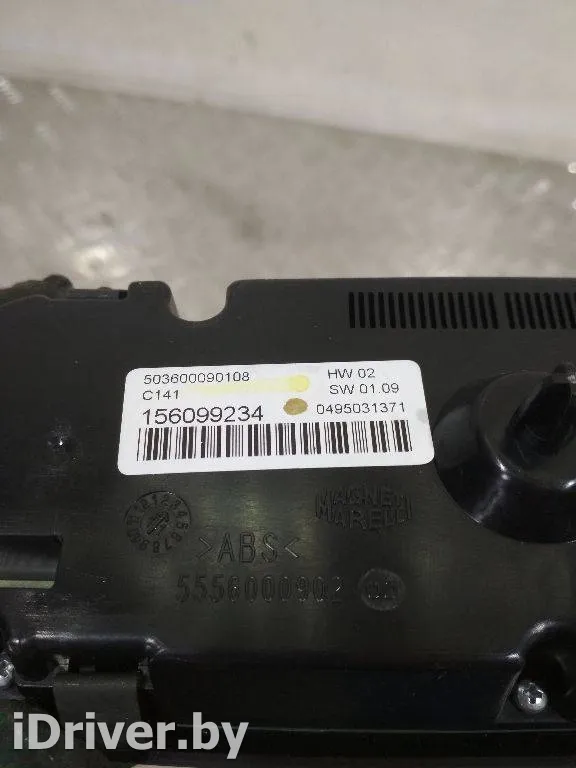 503600090108
HW 02
C141
SW 01.09
156099234
0495031371
MAGNETI
MARELLI
>ABS<
5556000902
iDriver.by